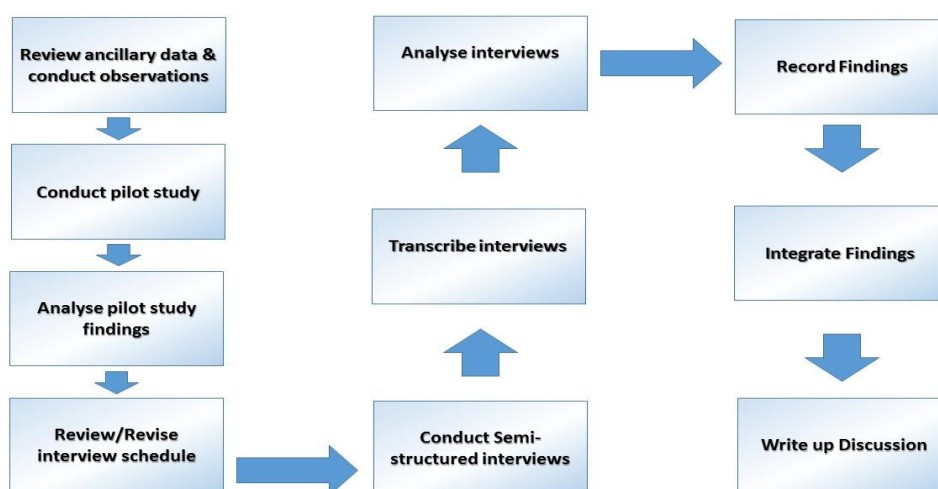 Review ancillary data &
conduct observations
Conduct pilot study
Analyse pilot study
findings
Review/Revise
interview schedule
Conduct Semi-
structured interviews
Transcribe interviews
Analyse interviews
Record Findings
Integrate Findings
Write up Discussion